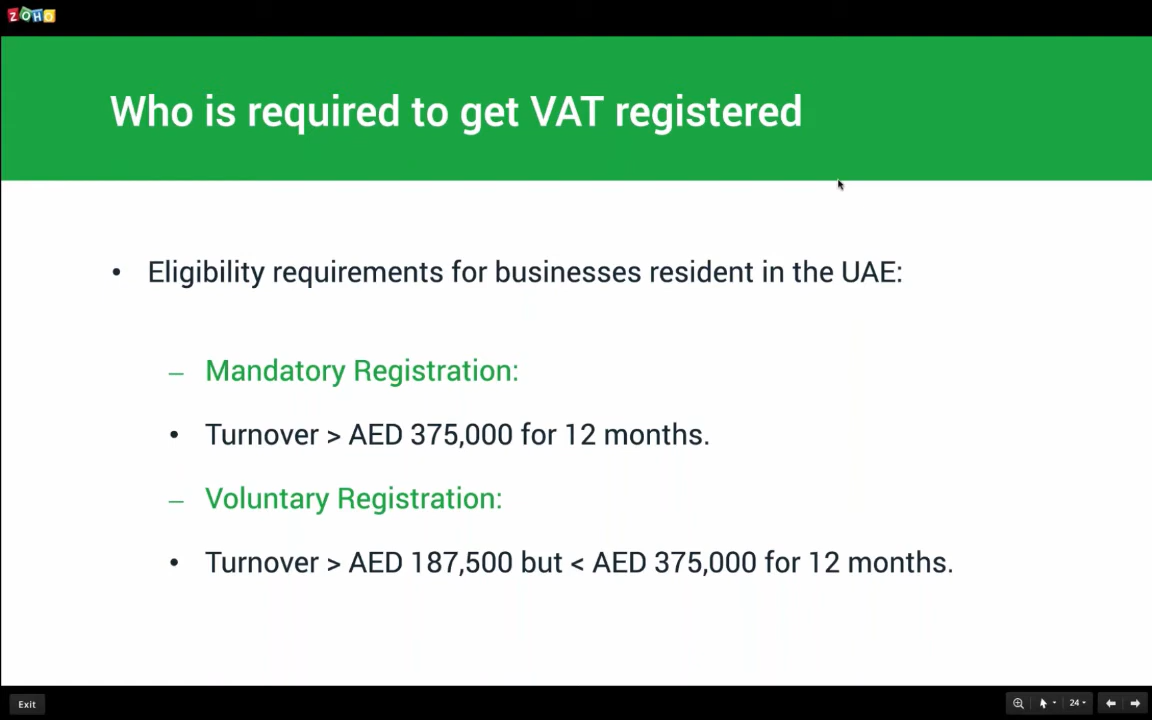 ZOHO
Who is required to get VAT registered
• Eligibility requirements for businesses resident in the UAE:
– Mandatory Registration:
• Turnover > AED 375,000 for 12 months.
– Voluntary Registration:
• Turnover > AED 187,500 but < AED 375,000 for 12 months.
Exit
24